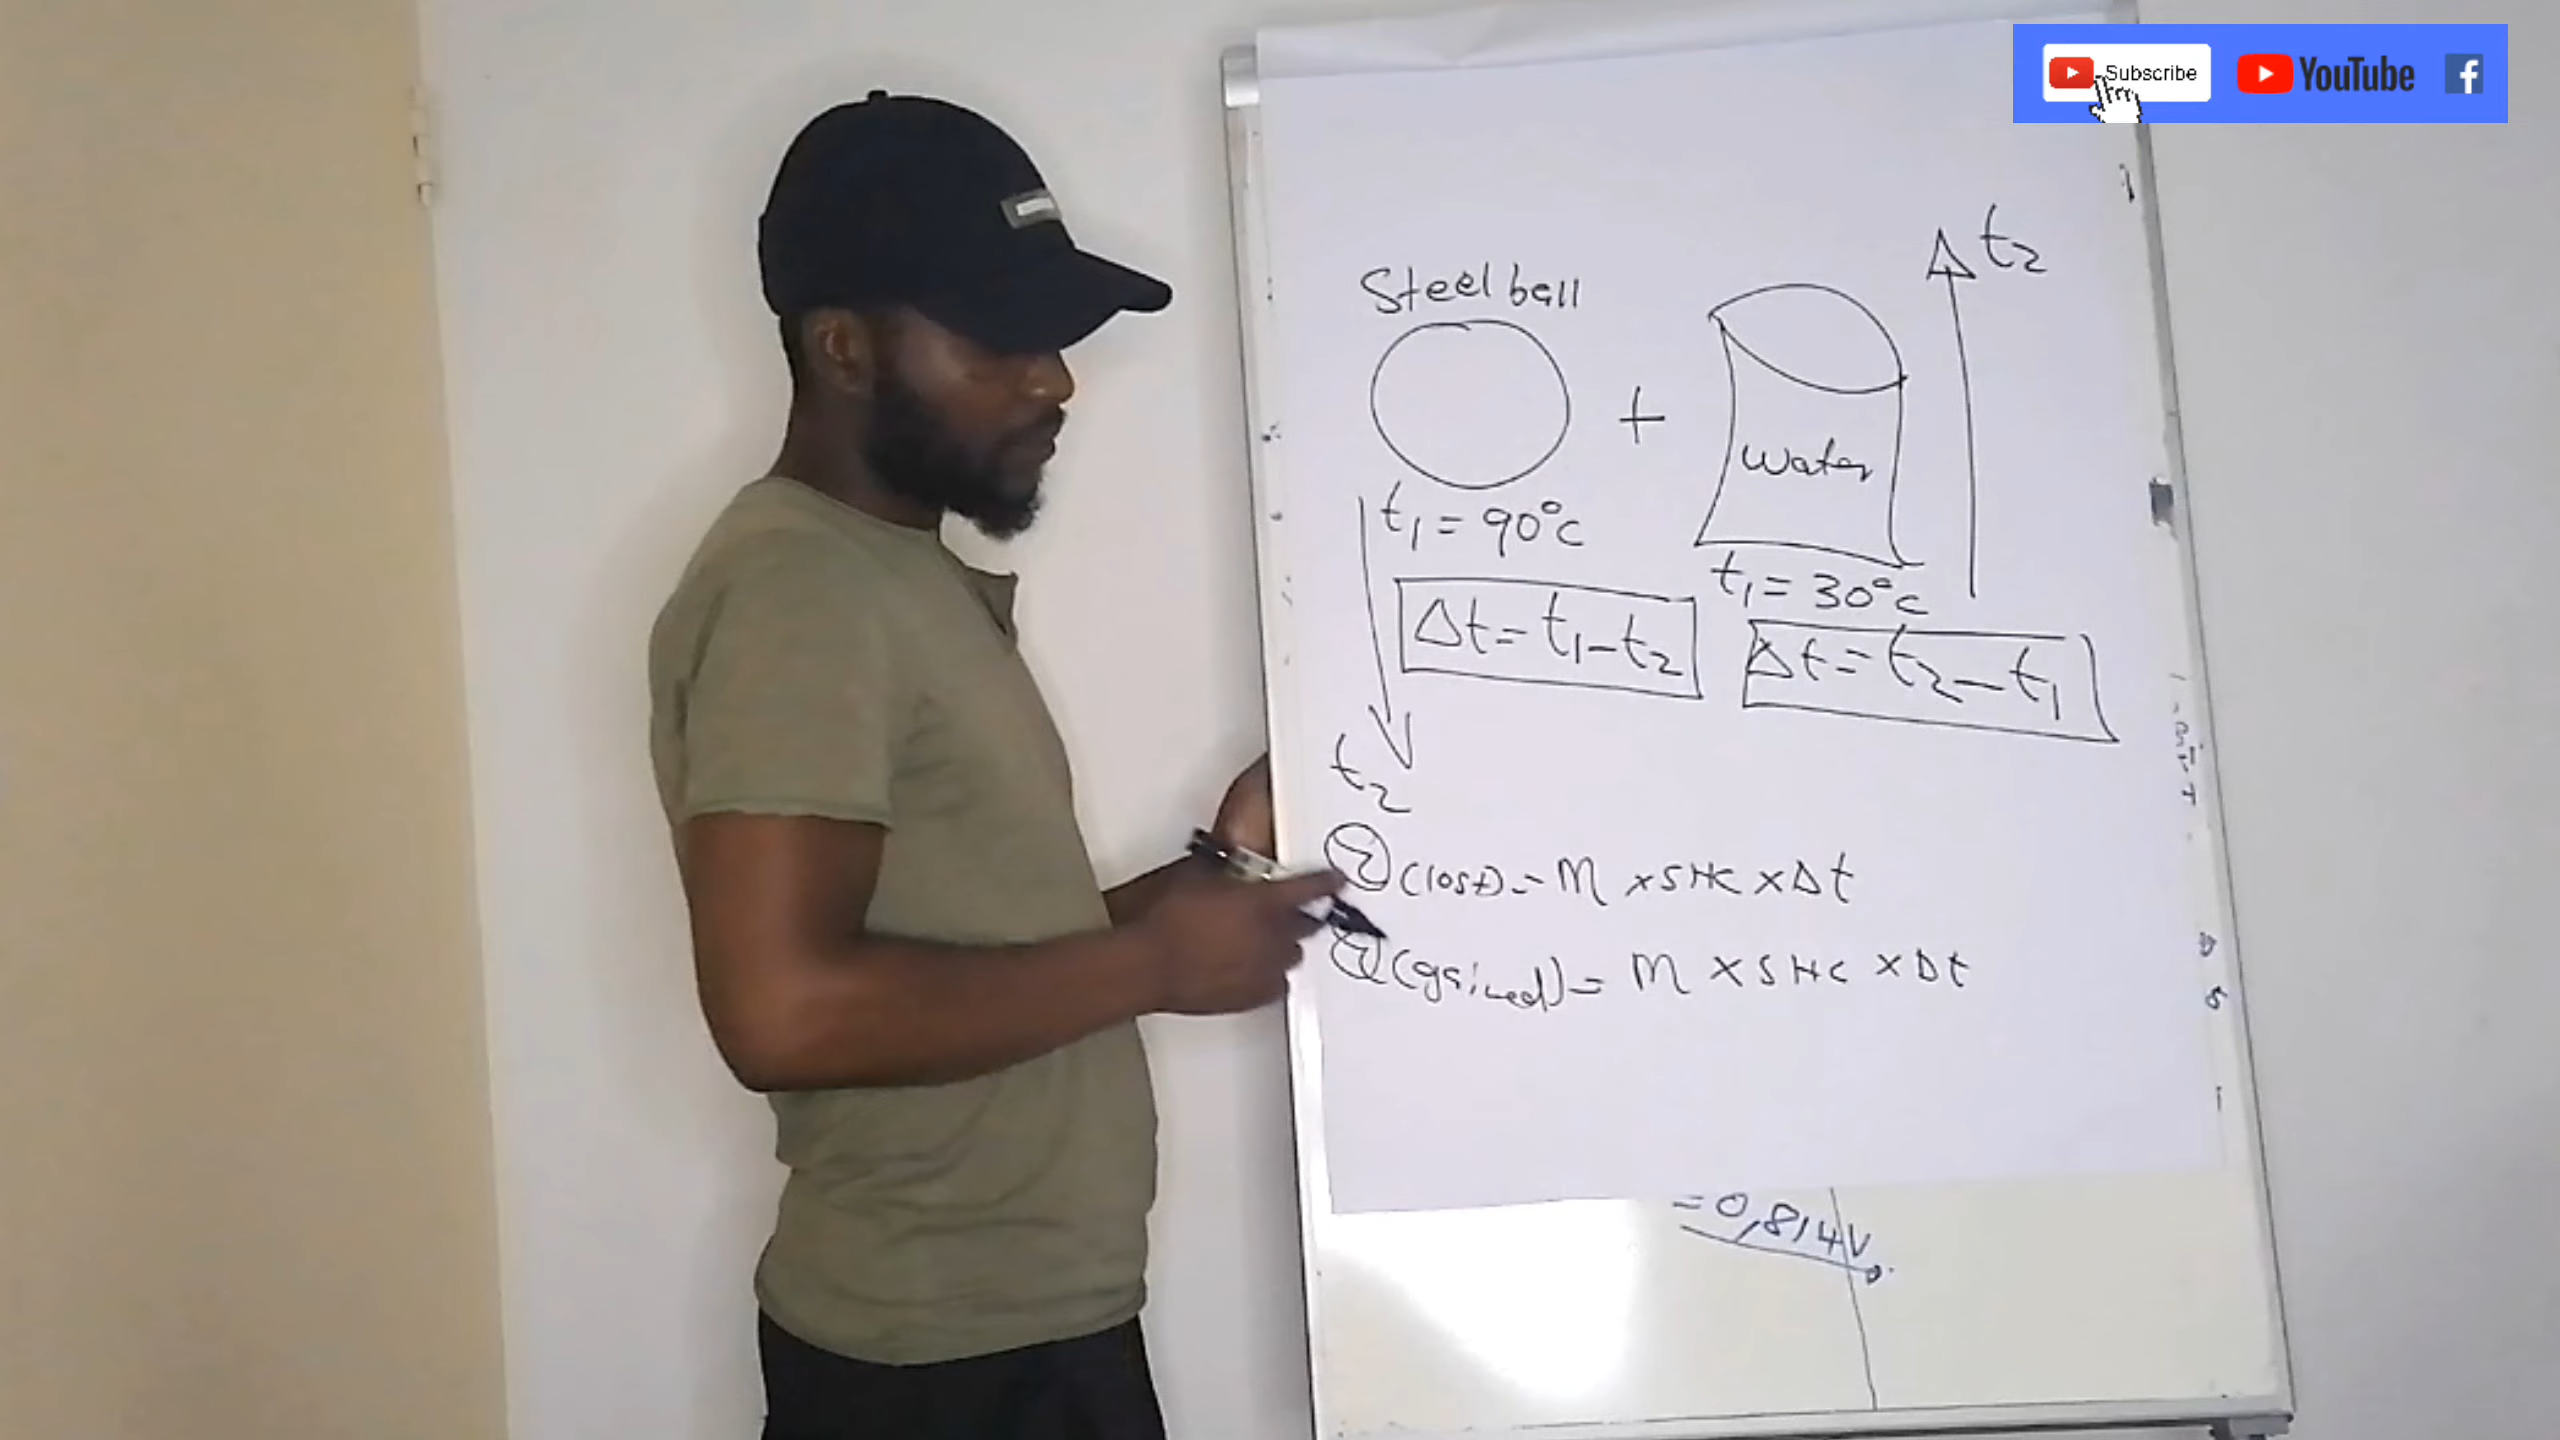 Subscribe YouTube
t2
Steel ball
+
Water
t1 = 90°C
t1 = 30°C
Δt = t1 - t2
Δt = t2 - t1
t2
Q (lost) = m x SHC x Δt
Q (gained) = m x SHC x Δt
= 0,814V